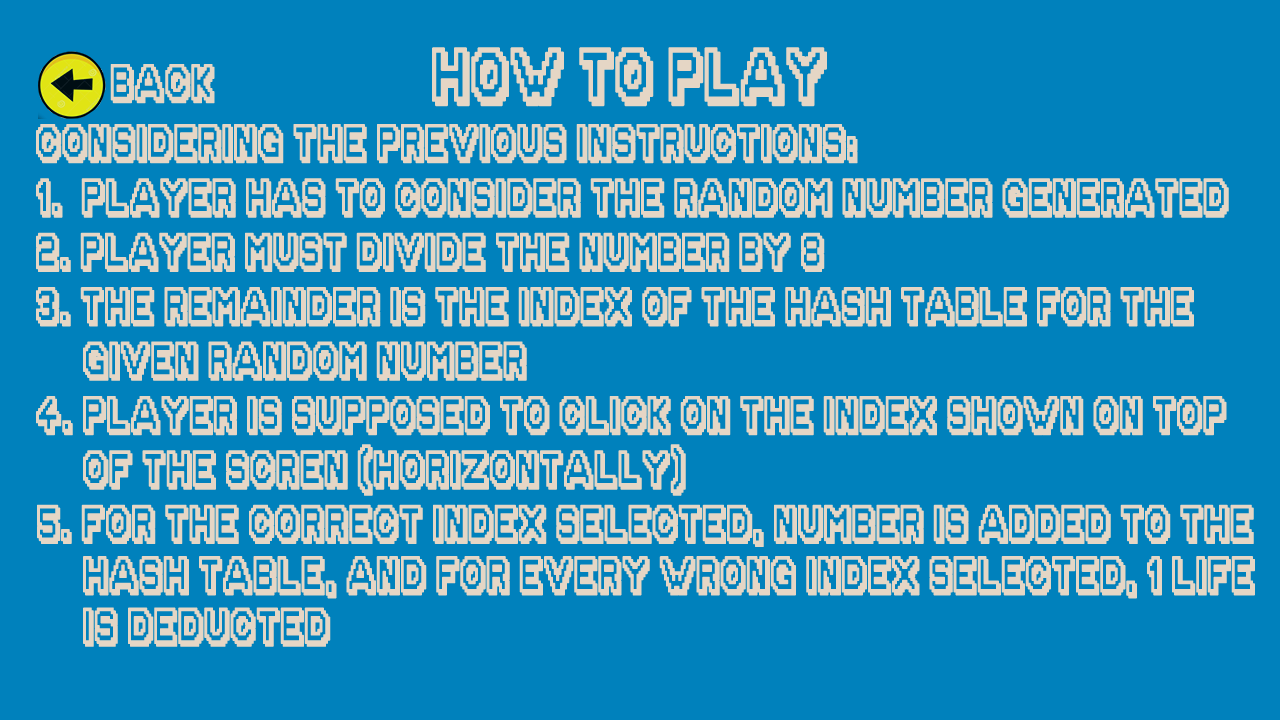 BACK
HOW TO PLAY
CONSIDERING THE PREVIOUS INSTRUCTIONS:
1. PLAYER HAS TO CONSIDER THE RANDOM NUMBER GENERATED
2. PLAYER MUST DIVIDE THE NUMBER BY 8
3. THE REMAINDER IS THE INDEX OF THE HASH TABLE FOR THE
GIVEN RANDOM NUMBER
4. PLAYER IS SUPPOSED TO CLICK ON THE INDEX SHOWN ON TOP
OF THE SCREN (HORIZONTALLY)
5. FOR THE CORRECT INDEX SELECTED, NUMBER IS ADDED TO THE
HASH TABLE, AND FOR EVERY WRONG INDEX SELECTED, 1 LIFE
IS DEDUCTED